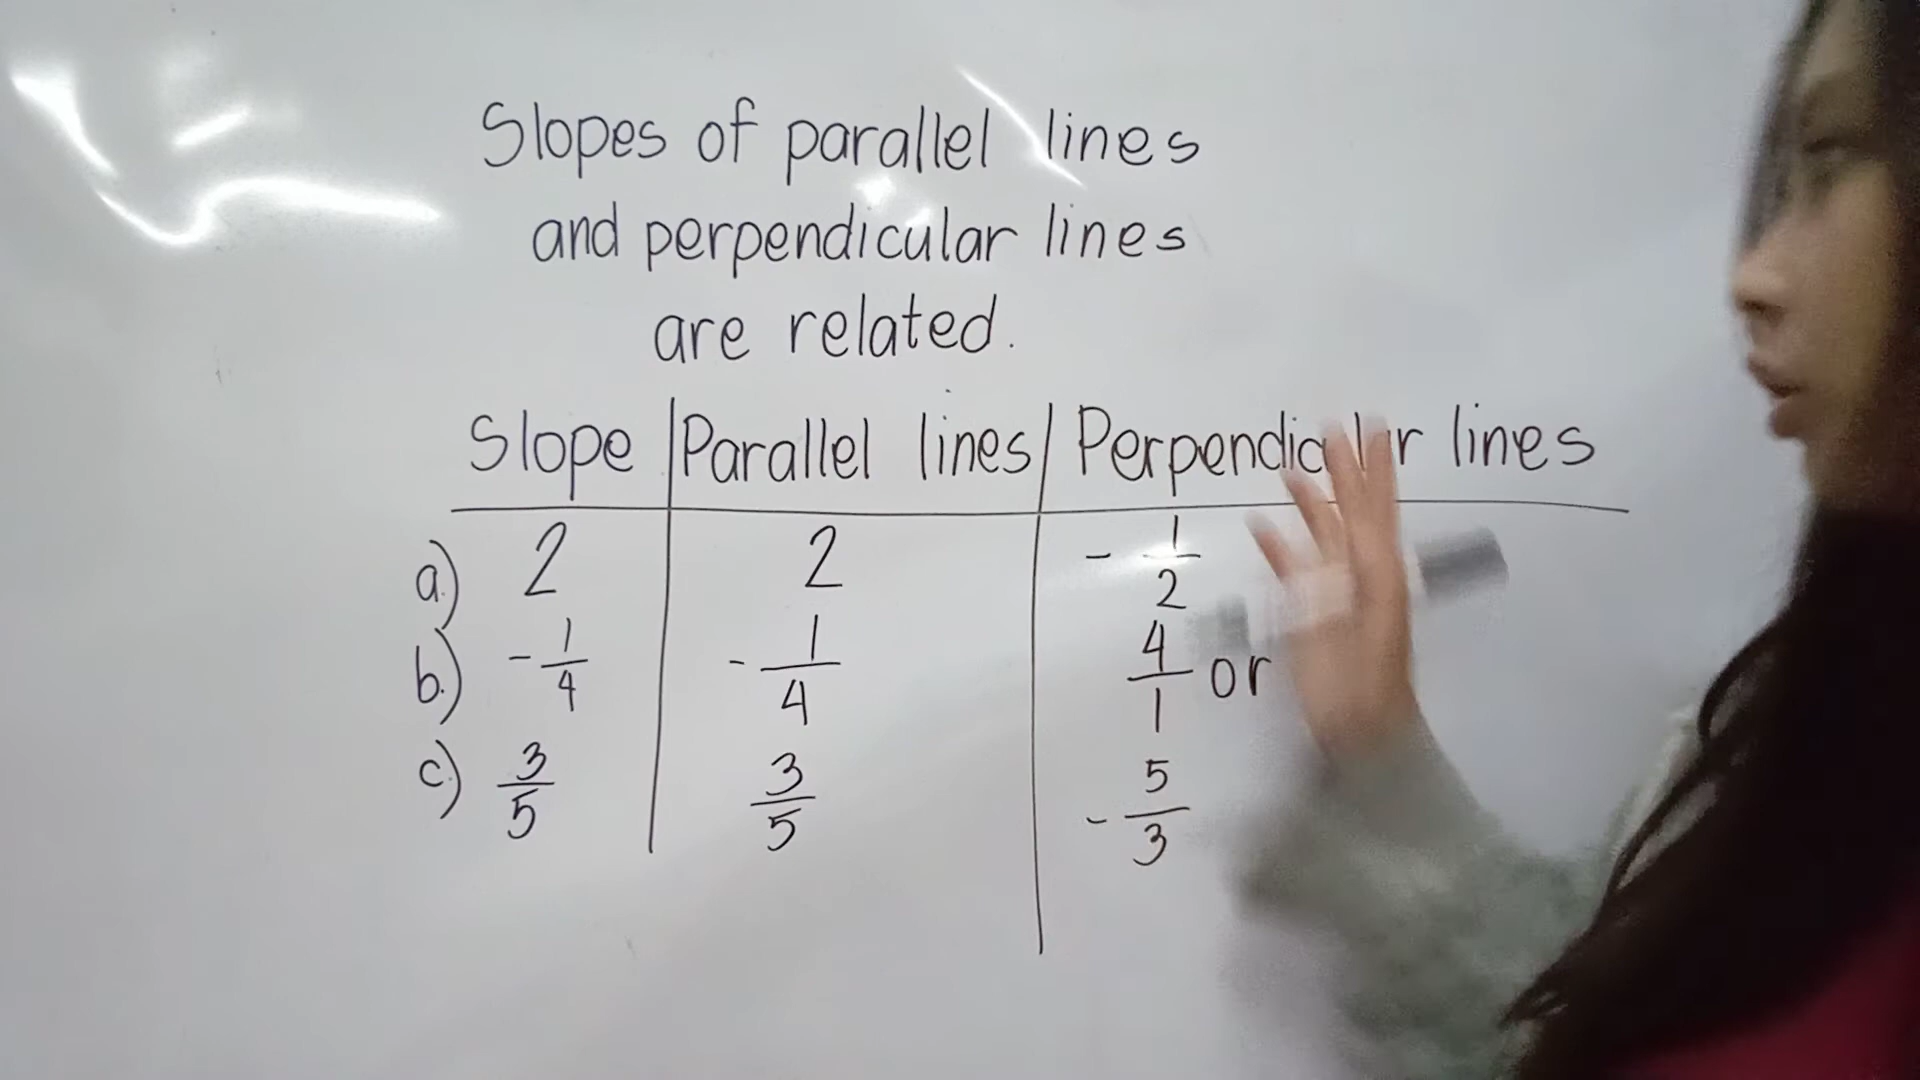 Slopes of parallel lines
and perpendicular lines
are related.
Slope | Parallel lines | Perpendicular lines
a) 2 | 2 | - 1/2
b.) - 1/4 | - 1/4 | 4/1 or
c) 3/5 | 3/5 | - 5/3